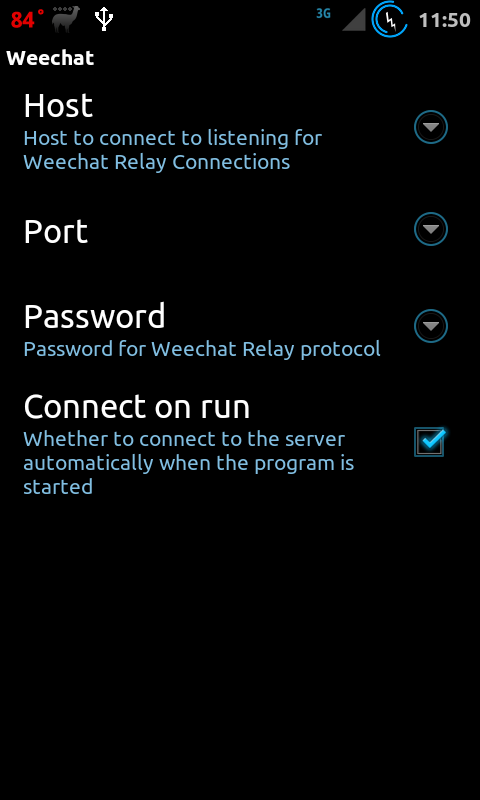 84° 3G 11:50
Weechat
Host
Host to connect to listening for
Weechat Relay Connections
Port
Password
Password for Weechat Relay protocol
Connect on run
Whether to connect to the server
automatically when the program is
started